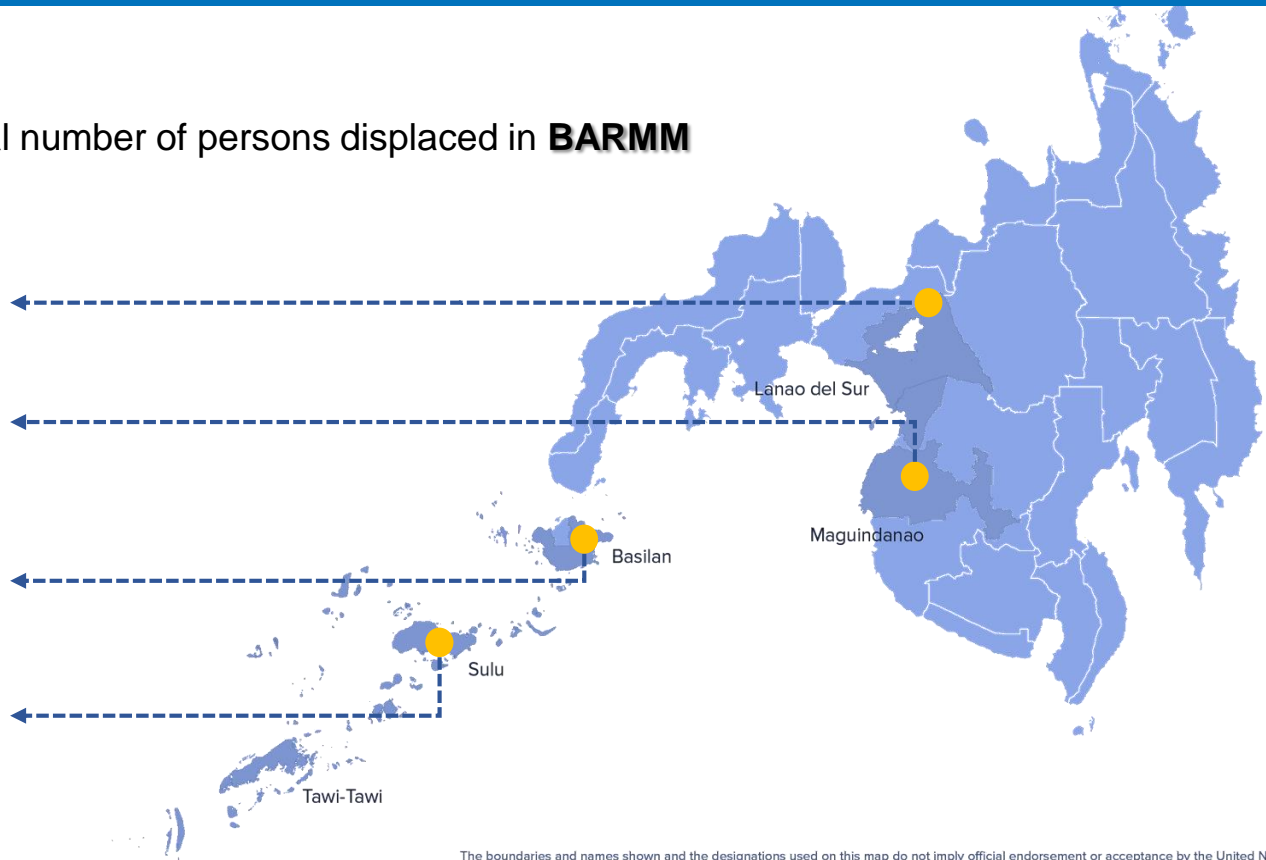 number of persons displaced in BARMM
Lanao del Sur
Maguindanao
Basilan
Sulu
Tawi-Tawi
The boundaries and names shown and the designations used on this map do not imply official endorsement or acceptance by the United